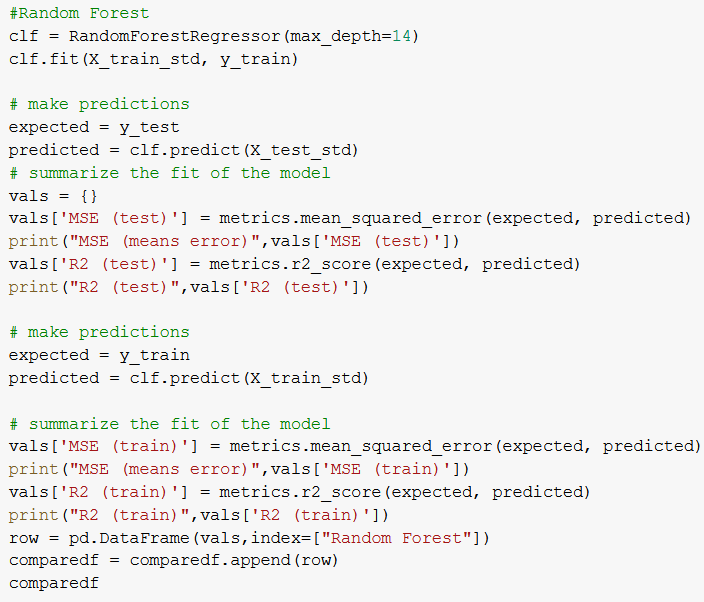 #Random Forest
clf = RandomForestRegressor(max_depth=14)
clf.fit(X_train_std, y_train)

# make predictions
expected = y_test
predicted = clf.predict(X_test_std)
# summarize the fit of the model
vals = {}
vals['MSE (test)'] = metrics.mean_squared_error(expected, predicted)
print("MSE (means error)",vals['MSE (test)'])
vals['R2 (test)'] = metrics.r2_score(expected, predicted)
print("R2 (test)",vals['R2 (test)'])

# make predictions
expected = y_train
predicted = clf.predict(X_train_std)

# summarize the fit of the model
vals['MSE (train)'] = metrics.mean_squared_error(expected, predicted)
print("MSE (means error)",vals['MSE (train)'])
vals['R2 (train)'] = metrics.r2_score(expected, predicted)
print("R2 (train)",vals['R2 (train)'])
row = pd.DataFrame(vals,index=["Random Forest"])
comparedf = comparedf.append(row)
comparedf